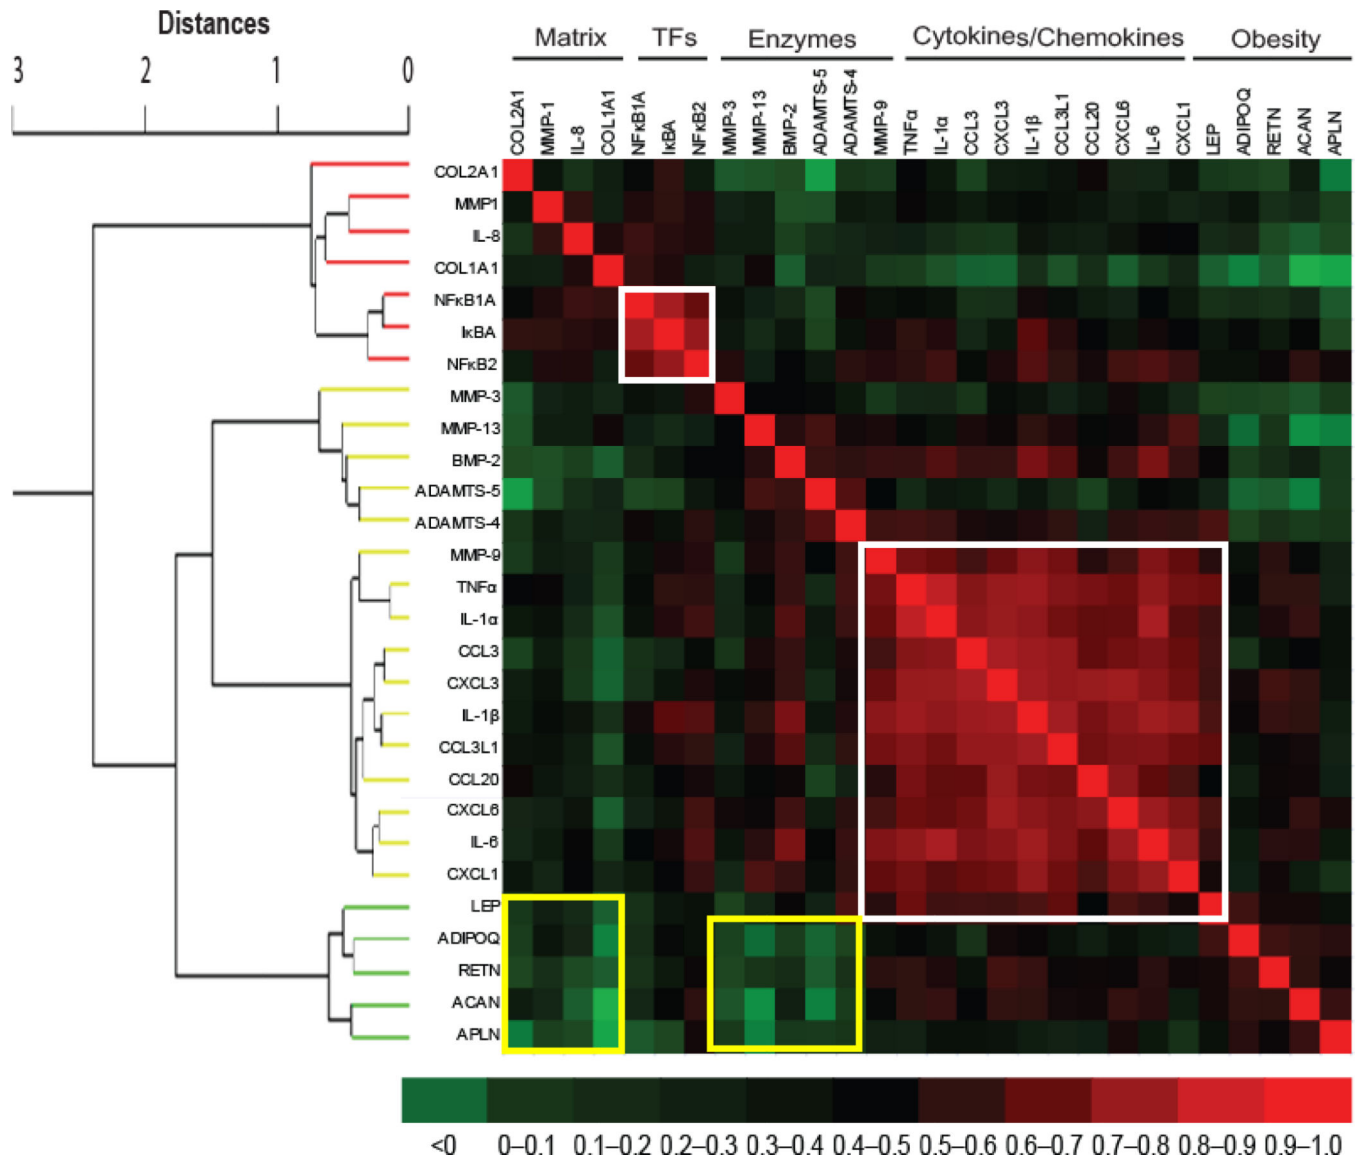 Distances
3 2 1 0
Matrix TFs Enzymes Cytokines/Chemokines Obesity
COL2A1 MMP-1 IL-8 COL1A1 NFκB1A IκBA NFκB2 MMP-3 MMP-13 BMP-2 ADAMTS-5 ADAMTS-4 MMP-9 TNFα IL-1α CCL3 CXCL3 IL-1β CCL3L1 CCL20 CXCL6 IL-6 CXCL1 LEP ADIPOQ RETN ACAN APLN
COL2A1
MMP1
IL-8
COL1A1
NFκB1A
IκBA
NFκB2
MMP-3
MMP-13
BMP-2
ADAMTS-5
ADAMTS-4
MMP-9
TNFα
IL-1α
CCL3
CXCL3
IL-1β
CCL3L1
CCL20
CXCL6
IL-6
CXCL1
LEP
ADIPOQ
RETN
ACAN
APLN
<0 0–0.1 0.1–0.2 0.2–0.3 0.3–0.4 0.4–0.5 0.5–0.6 0.6–0.7 0.7–0.8 0.8–0.9 0.9–1.0